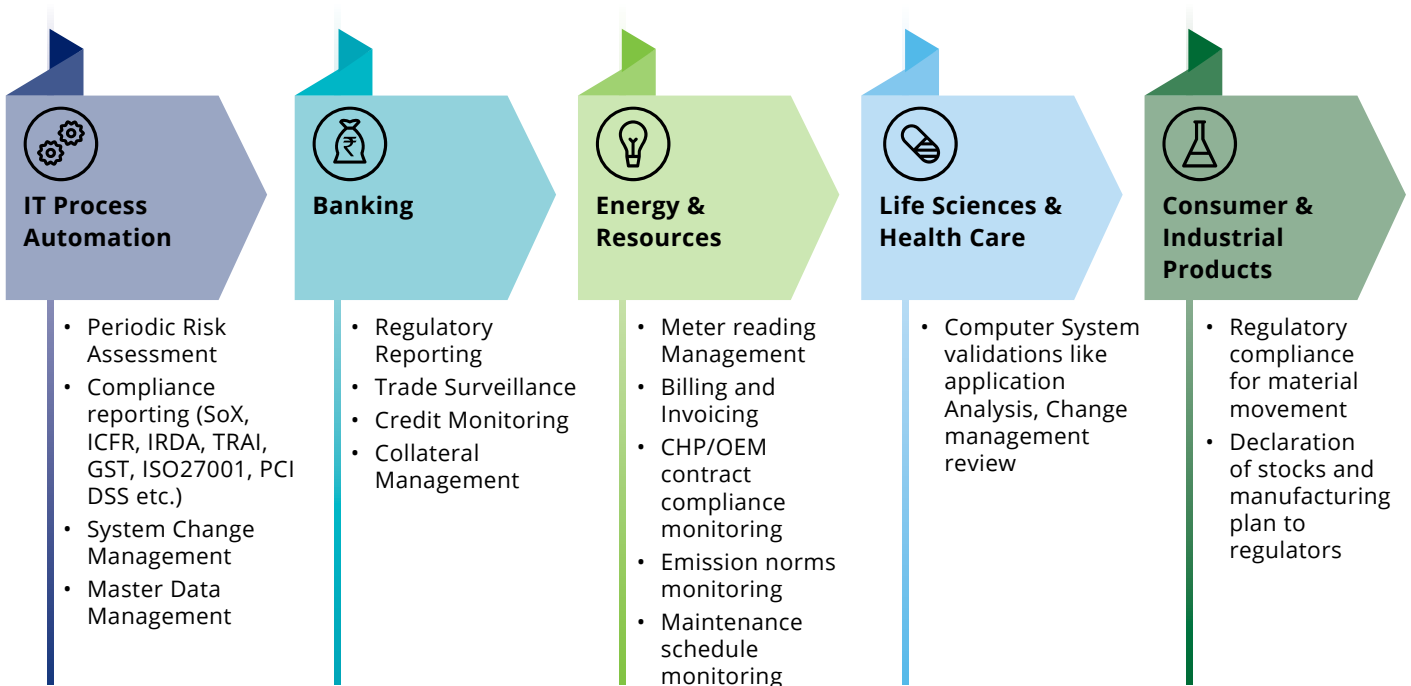 IT Process
Automation
• Periodic Risk
Assessment
• Compliance
reporting (SoX,
ICFR, IRDA, TRAI,
GST, ISO27001, PCI
DSS etc.)
• System Change
Management
• Master Data
Management
₹
Banking
• Regulatory
Reporting
• Trade Surveillance
• Credit Monitoring
• Collateral
Management
Energy &
Resources
• Meter reading
Management
• Billing and
Invoicing
• CHP/OEM
contract
compliance
monitoring
• Emission norms
monitoring
• Maintenance
schedule
monitoring
Life Sciences &
Health Care
• Computer System
validations like
application
Analysis, Change
management
review
Consumer &
Industrial
Products
• Regulatory
compliance
for material
movement
• Declaration
of stocks and
manufacturing
plan to
regulators